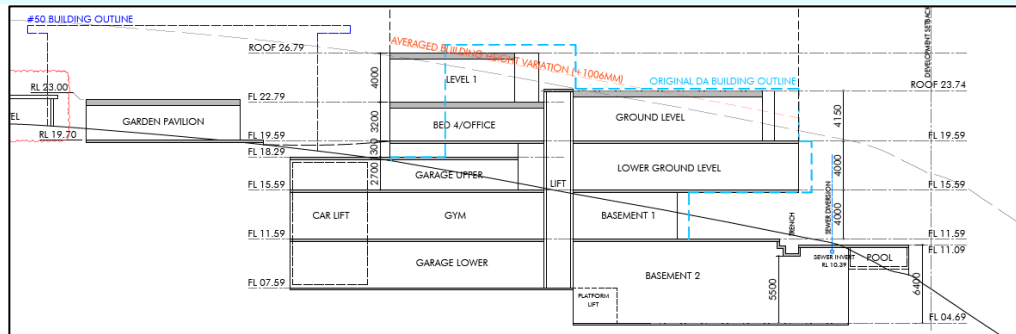 #50 BUILDING OUTLINE
ROOF 26.79
AVERAGED BUILDING HEIGHT VARIATION (+1006MM)
ORIGINAL DA BUILDING OUTLINE
DEVELOPMENT SETBACK
RL 23.00
4000
LEVEL 1
ROOF 23.74
FL 22.79
GARDEN PAVILION
3200
BED 4/OFFICE
GROUND LEVEL
4150
EL
RL 19.70
FL 19.59
FL 19.59
FL 18.29
300
2700
GARAGE UPPER
LIFT
LOWER GROUND LEVEL
4000
FL 15.59
FL 15.59
CAR LIFT
GYM
BASEMENT 1
TRENCH
SEWER DIVERSION
4000
FL 11.59
FL 11.59
FL 11.09
GARAGE LOWER
BASEMENT 2
SEWER INVERT
RL 10.39
POOL
FL 07.59
PLATFORM
LIFT
5500
6400
FL 04.69